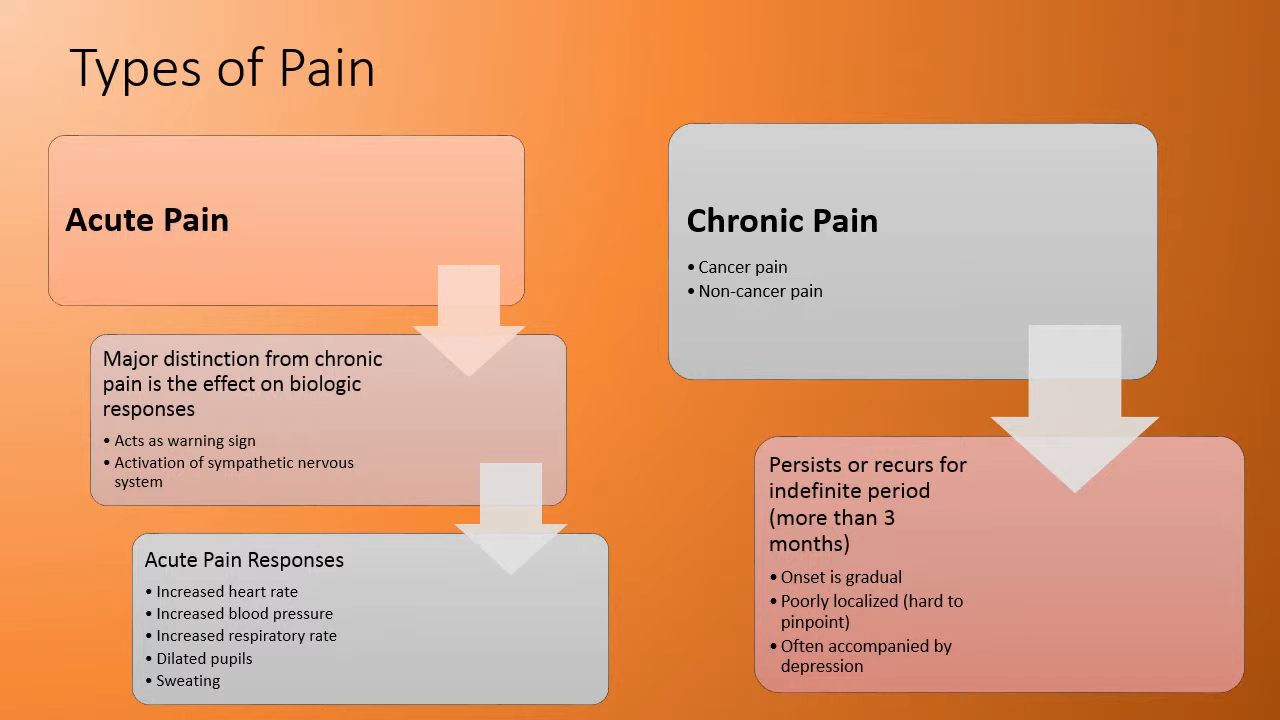 Types of Pain
Acute Pain
Major distinction from chronic
pain is the effect on biologic
responses
• Acts as warning sign
• Activation of sympathetic nervous
system
Acute Pain Responses
• Increased heart rate
• Increased blood pressure
• Increased respiratory rate
• Dilated pupils
• Sweating
Chronic Pain
• Cancer pain
• Non-cancer pain
Persists or recurs for
indefinite period
(more than 3
months)
• Onset is gradual
• Poorly localized (hard to
pinpoint)
• Often accompanied by
depression